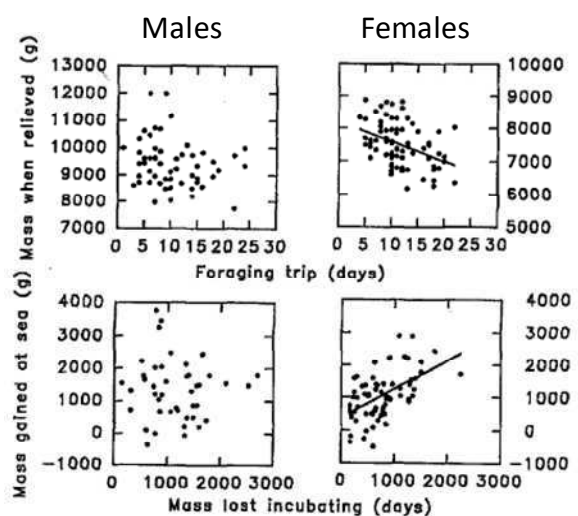 Males Females
Mass when relieved (g)
13000
12000
11000
10000
9000
8000
7000
0 5 10 15 20 25 30
10000
9000
8000
7000
6000
5000
0 5 10 15 20 25 30
Foraging trip (days)
Mass gained at sea (g)
4000
3000
2000
1000
0
-1000
0 1000 2000 3000
4000
3000
2000
1000
0
-1000
0 1000 2000 3000
Mass lost incubating (days)